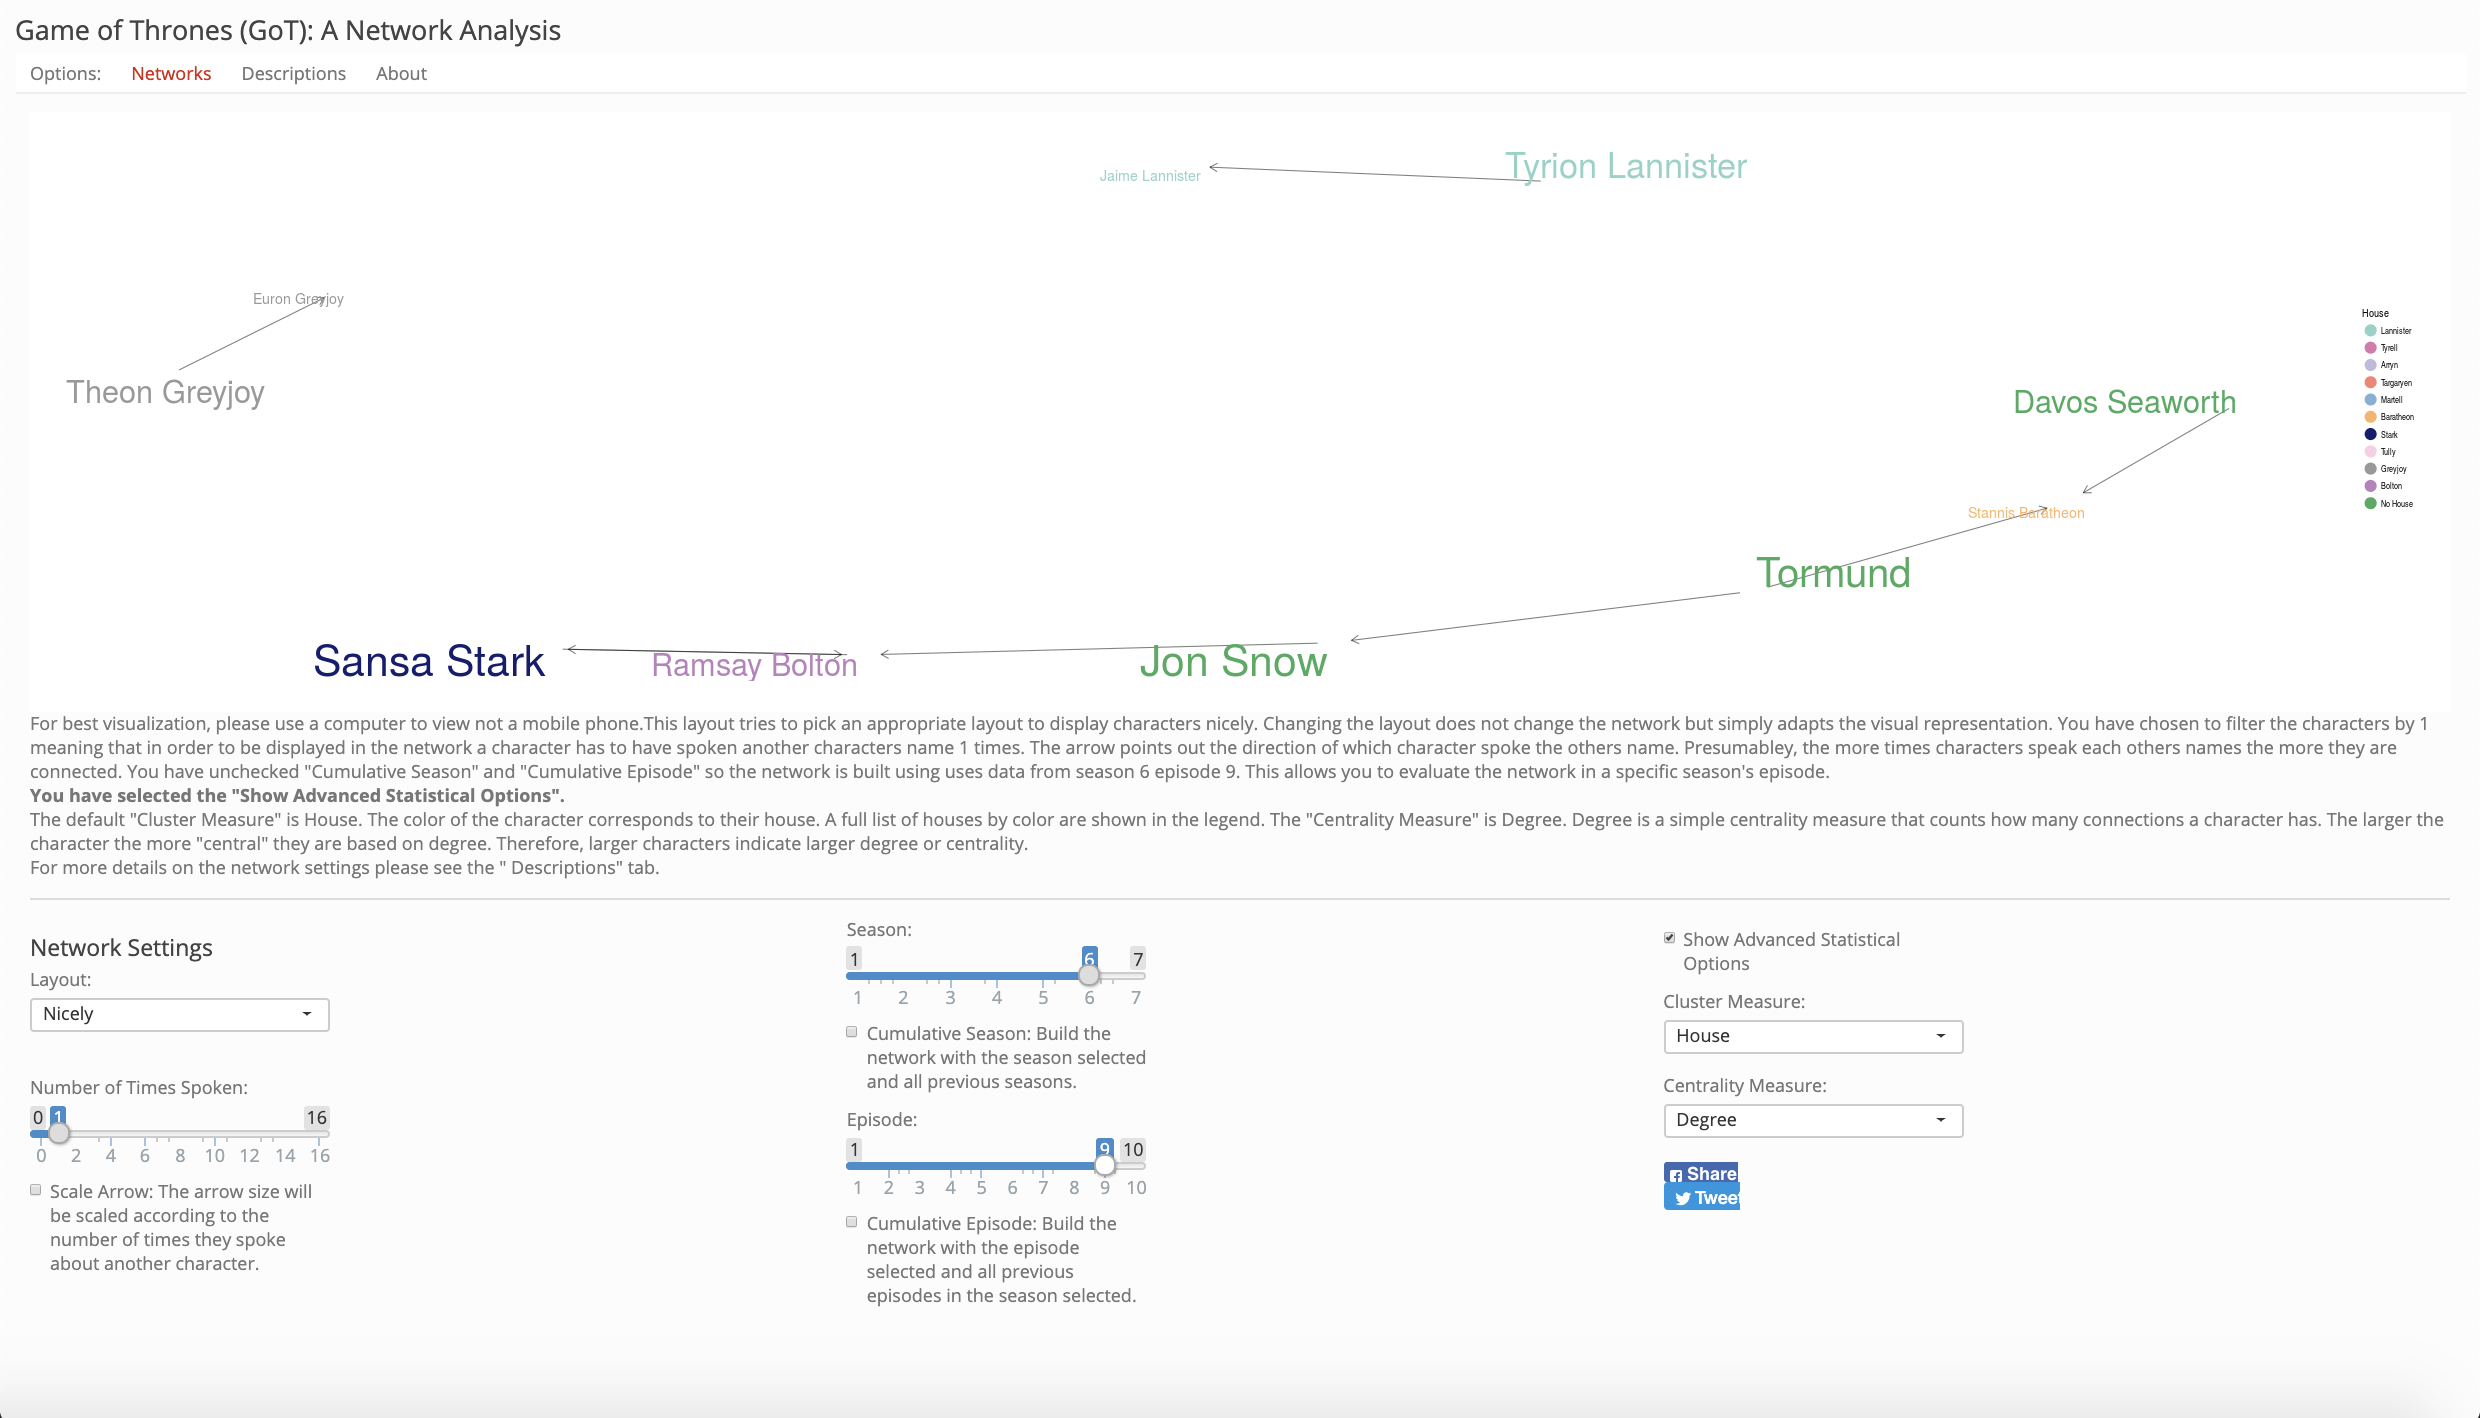 Game of Thrones (GoT): A Network Analysis
Options: Networks Descriptions About
Tyrion Lannister
Jaime Lannister
Euron Greyjoy
Theon Greyjoy
Davos Seaworth
Stannis Baratheon
Tormund
Sansa Stark
Ramsay Bolton
Jon Snow
House
Lannister
Tyrell
Arryn
Targaryen
Martell
Baratheon
Stark
Tully
Greyjoy
Bolton
No House
For best visualization, please use a computer to view not a mobile phone.This layout tries to pick an appropriate layout to display characters nicely. Changing the layout does not change the network but simply adapts the visual representation. You have chosen to filter the characters by 1
meaning that in order to be displayed in the network a character has to have spoken another characters name 1 times. The arrow points out the direction of which character spoke the others name. Presumabley, the more times characters speak each others names the more they are
connected. You have unchecked "Cumulative Season" and "Cumulative Episode" so the network is built using uses data from season 6 episode 9. This allows you to evaluate the network in a specific season's episode.
You have selected the "Show Advanced Statistical Options".
The default "Cluster Measure" is House. The color of the character corresponds to their house. A full list of houses by color are shown in the legend. The "Centrality Measure" is Degree. Degree is a simple centrality measure that counts how many connections a character has. The larger the
character the more "central" they are based on degree. Therefore, larger characters indicate larger degree or centrality.
For more details on the network settings please see the " Descriptions" tab.
Network Settings
Layout:
Nicely
Number of Times Spoken:
0 1 16
0 2 4 6 8 10 12 14 16
Scale Arrow: The arrow size will
be scaled according to the
number of times they spoke
about another character.
Season:
1 6 7
1 2 3 4 5 6 7
Cumulative Season: Build the
network with the season selected
and all previous seasons.
Episode:
1 9 10
1 2 3 4 5 6 7 8 9 10
Cumulative Episode: Build the
network with the episode
selected and all previous
episodes in the season selected.
Show Advanced Statistical
Options
Cluster Measure:
House
Centrality Measure:
Degree
Share
Tweet